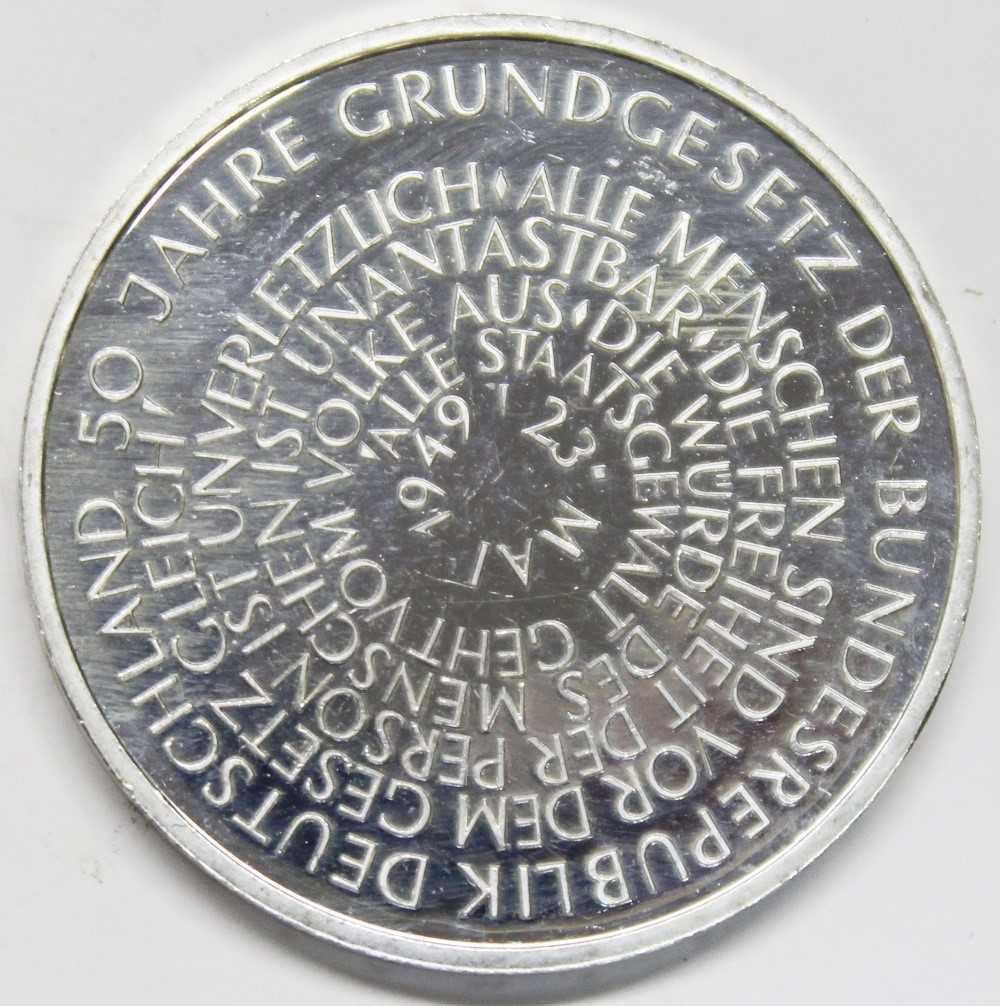 50 JAHRE GRUNDGESETZ DER BUNDESREPUBLIK DEUTSCHLAND
· ALLE STAATSGEWALT GEHT VOM VOLKE AUS · DIE WÜRDE DES MENSCHEN IST UNANTASTBAR · DIE FREIHEIT DER PERSON IST UNVERLETZLICH · ALLE MENSCHEN SIND VOR DEM GESETZ GLEICH ·
23. MAI 1949